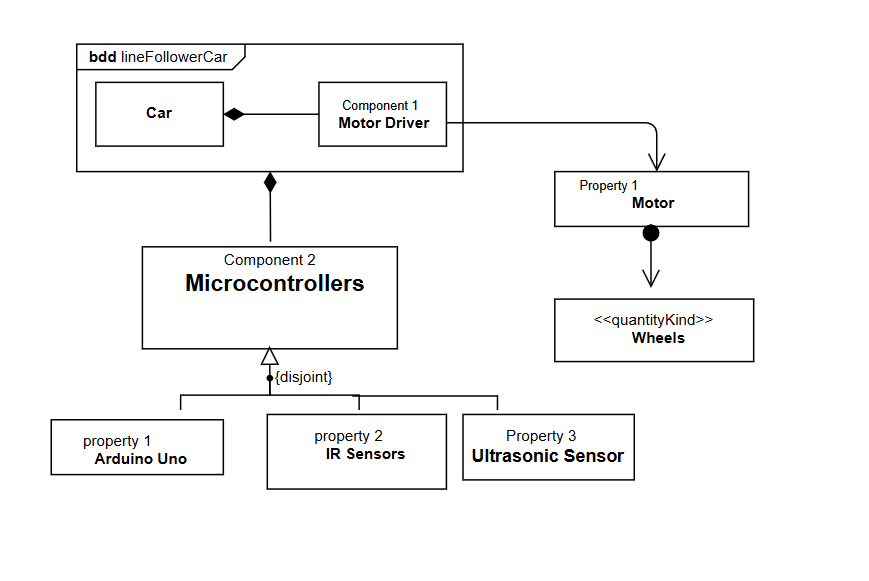 bdd lineFollowerCar
Car
Component 1
Motor Driver
Property 1
Motor
Component 2
Microcontrollers
<<quantityKind>>
Wheels
{disjoint}
property 1
Arduino Uno
property 2
IR Sensors
Property 3
Ultrasonic Sensor